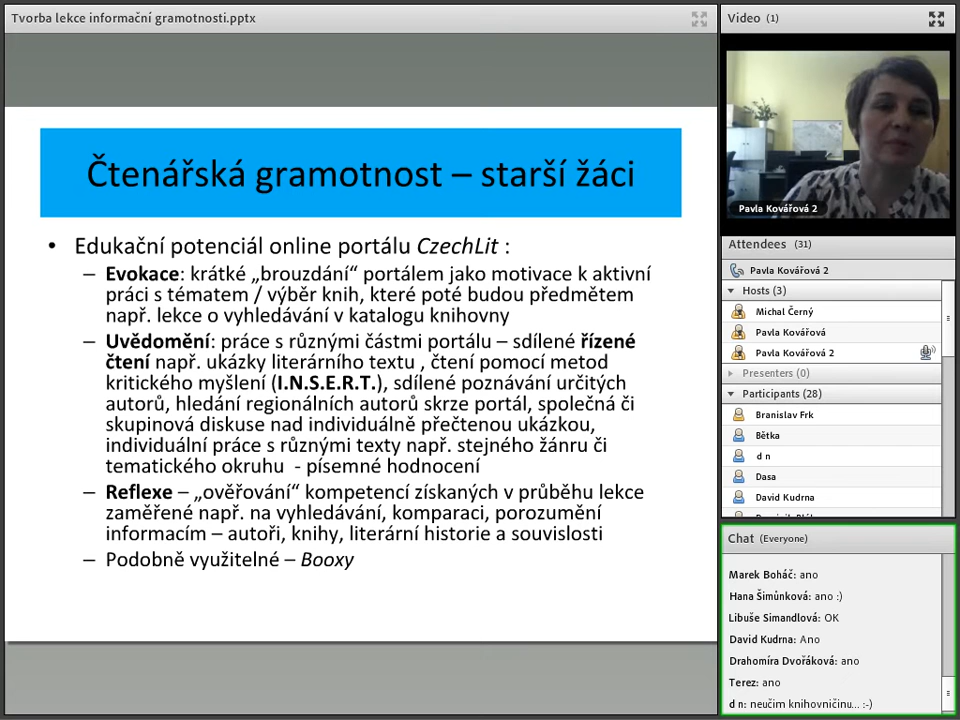 Tvorba lekce informační gramotnosti.pptx
Čtenářská gramotnost – starší žáci
• Edukační potenciál online portálu CzechLit :
– Evokace: krátké „brouzdání“ portálem jako motivace k aktivní
práci s tématem / výběr knih, které poté budou předmětem
např. lekce o vyhledávání v katalogu knihovny
– Uvědomění: práce s různými částmi portálu – sdílené řízené
čtení např. ukázky literárního textu , čtení pomocí metod
kritického myšlení (I.N.S.E.R.T.), sdílené poznávání určitých
autorů, hledání regionálních autorů skrze portál, společná či
skupinová diskuse nad individuálně přečtenou ukázkou,
individuální práce s různými texty např. stejného žánru či
tematického okruhu - písemné hodnocení
– Reflexe – „ověřování“ kompetencí získaných v průběhu lekce
zaměřené např. na vyhledávání, komparaci, porozumění
informacím – autoři, knihy, literární historie a souvislosti
– Podobně využitelné – Booxy
Video (1)
Pavla Kovářová 2
Attendees (31)
Pavla Kovářová 2
Hosts (3)
Michal Černý
Pavla Kovářová
Pavla Kovářová 2
Presenters (0)
Participants (28)
Branislav Frk
Bětka
d n
Dasa
David Kudrna
Chat (Everyone)
Marek Boháč: ano
Hana Šimůnková: ano :)
Libuše Simandlová: OK
David Kudrna: Ano
Drahomíra Dvořáková: ano
Terez: ano
d n: neučim knihovničinu... :-)